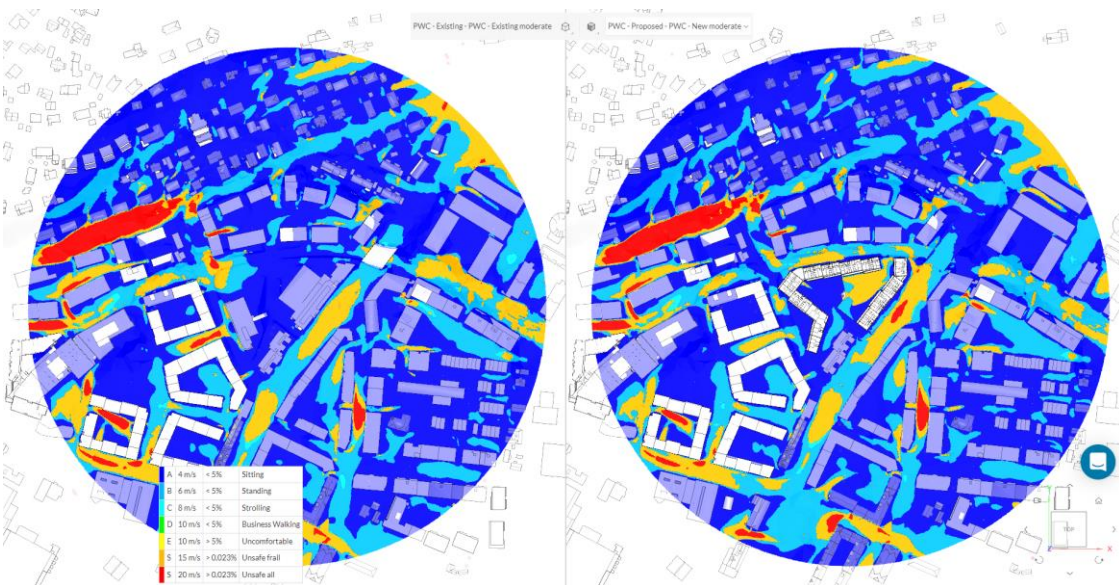 PWC - Existing - PWC - Existing moderate
PWC - Proposed - PWC - New moderate
A 4 m/s < 5% Sitting
B 6 m/s < 5% Standing
C 8 m/s < 5% Strolling
D 10 m/s < 5% Business Walking
E 10 m/s > 5% Uncomfortable
S 15 m/s > 0.023% Unsafe frail
S 20 m/s > 0.023% Unsafe all
TOP
X